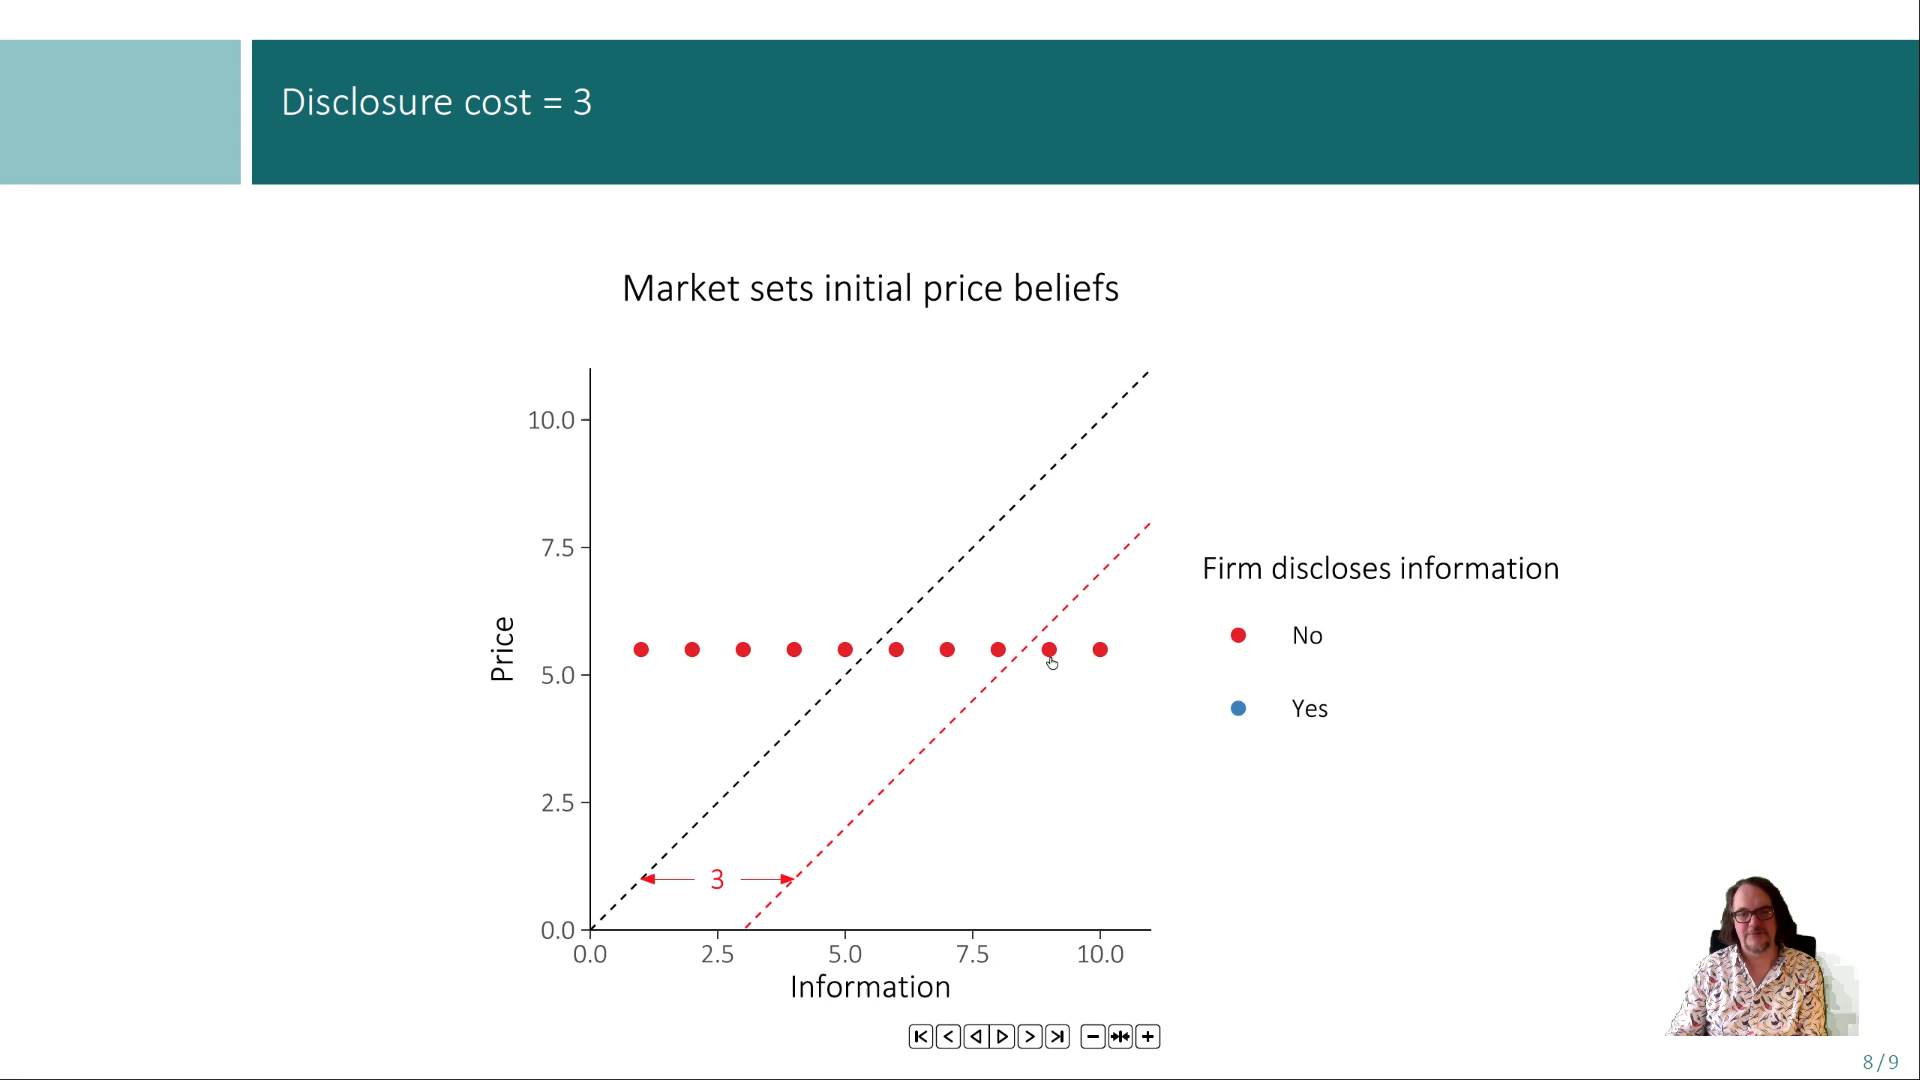 Disclosure cost = 3
Market sets initial price beliefs
10.0
7.5
5.0
2.5
0.0
Price
3
0.0 2.5 5.0 7.5 10.0
Information
Firm discloses information
No
Yes
8/9